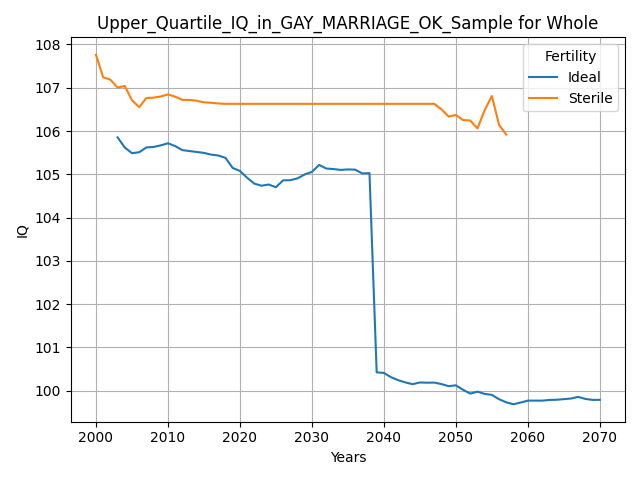 Upper_Quartile_IQ_in_GAY_MARRIAGE_OK_Sample for Whole
Fertility
Ideal
Sterile
108
107
106
105
104
103
102
101
100
IQ
2000 2010 2020 2030 2040 2050 2060 2070
Years